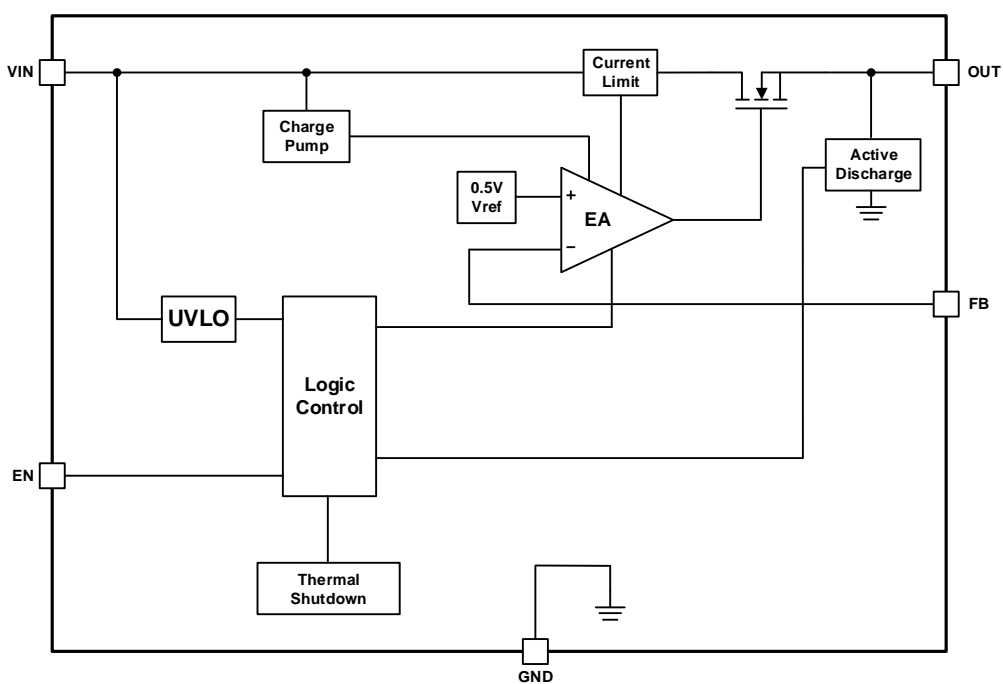 VIN
Current
Limit
OUT
Charge
Pump
Active
Discharge
0.5V
Vref
+
EA
−
FB
UVLO
Logic
Control
EN
Thermal
Shutdown
GND